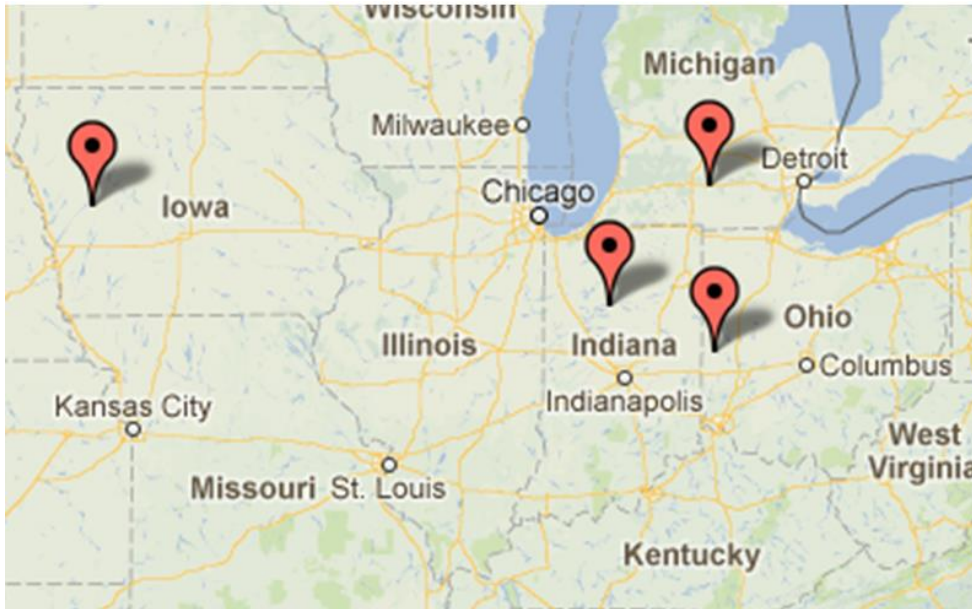 Wisconsin
Michigan
Milwaukee
Detroit
Chicago
Iowa
Ohio
Illinois
Indiana
Columbus
Indianapolis
Kansas City
West
Virginia
Missouri
St. Louis
Kentucky